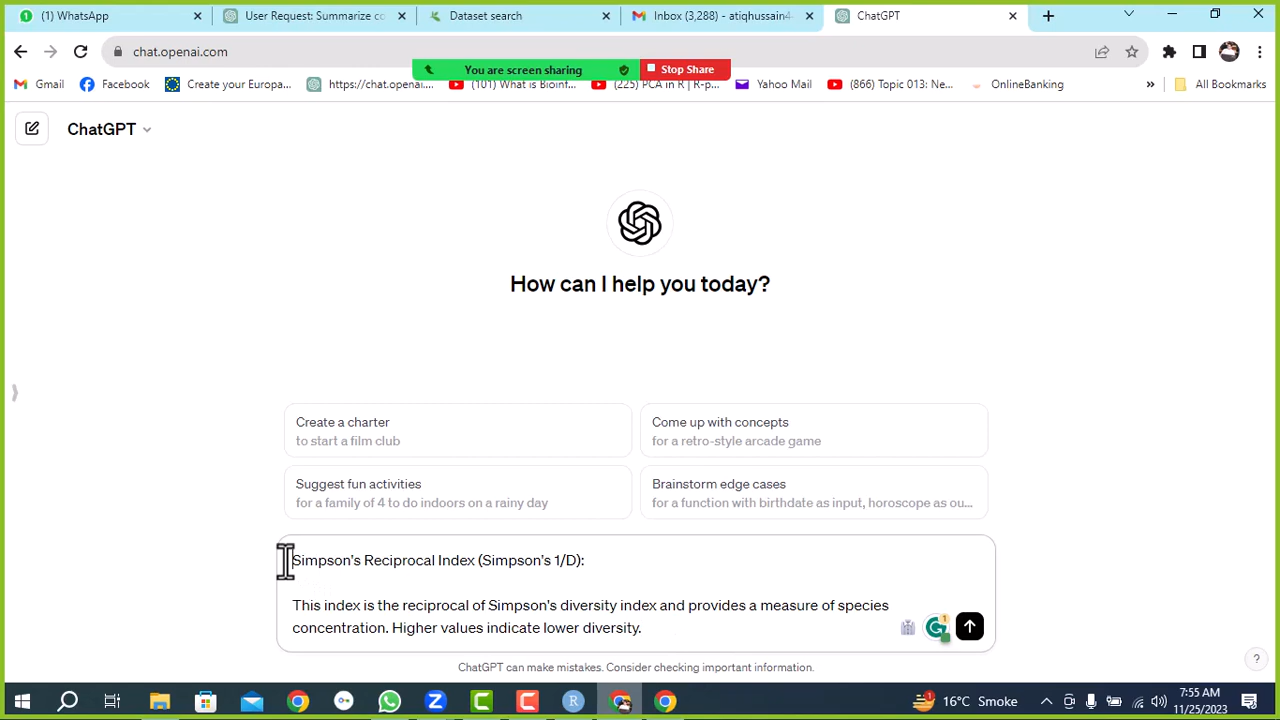 (1) WhatsApp
User Request: Summarize co
Dataset search
Inbox (3,288) - atiqhussain4
ChatGPT
chat.openai.com
You are screen sharing
Stop Share
Gmail
Facebook
Create your Europa...
https://chat.openai....
(101) What is Bioinf...
(225) PCA in R | R-p...
Yahoo Mail
(866) Topic 013: Ne...
OnlineBanking
»
All Bookmarks
ChatGPT
How can I help you today?
Create a charter
to start a film club
Come up with concepts
for a retro-style arcade game
Suggest fun activities
for a family of 4 to do indoors on a rainy day
Brainstorm edge cases
for a function with birthdate as input, horoscope as ou...
Simpson's Reciprocal Index (Simpson's 1/D):
This index is the reciprocal of Simpson's diversity index and provides a measure of species
concentration. Higher values indicate lower diversity.
ChatGPT can make mistakes. Consider checking important information.
?
16°C Smoke
7:55 AM
11/25/2023